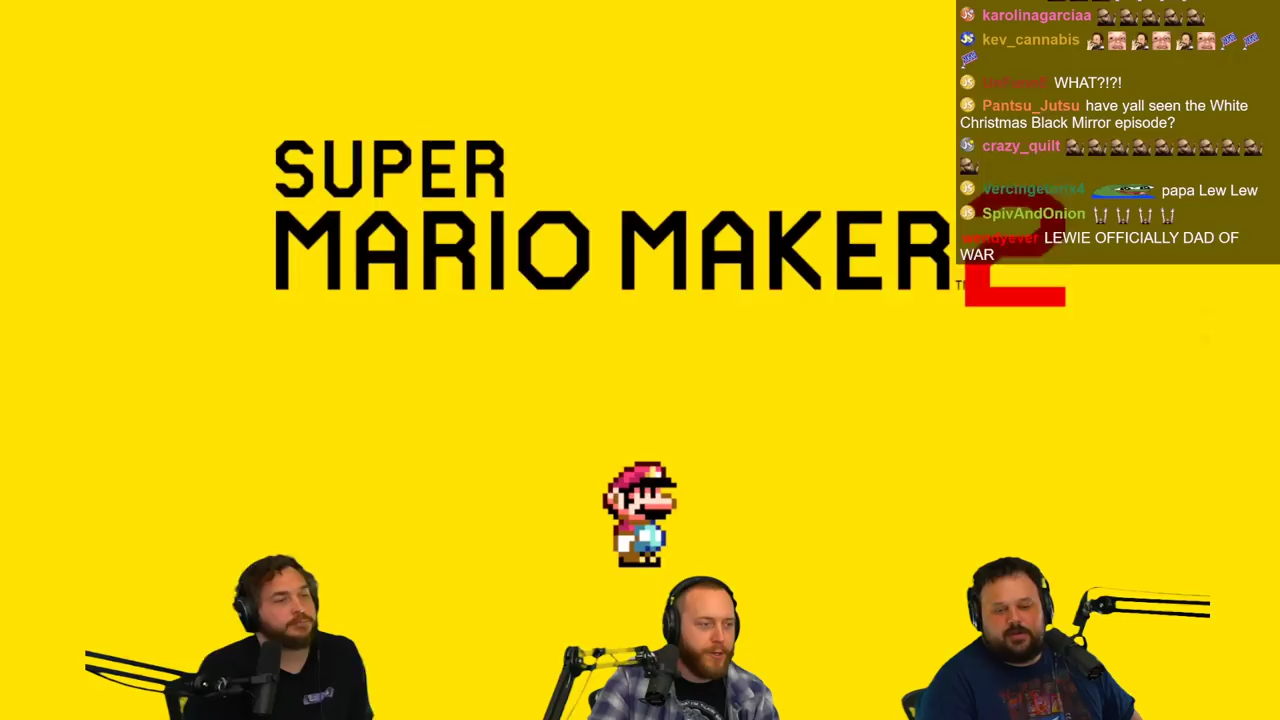 karolinagarciaa
kev_cannabis
WHAT?!?!
Pantsu_Jutsu have yall seen the White
Christmas Black Mirror episode?
crazy_quilt
papa Lew Lew
SpivAndOnion
LEWIE OFFICIALLY DAD OF
WAR
SUPER
MARIO MAKER 2